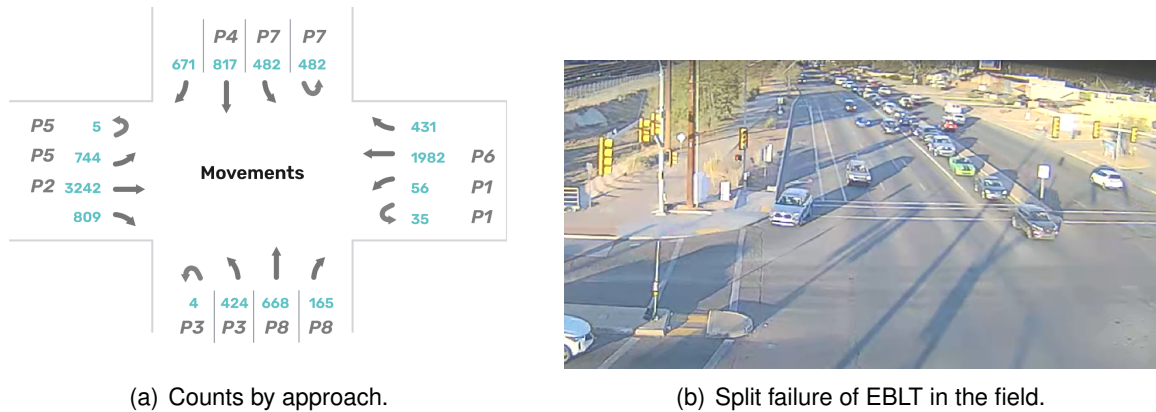 P4 P7 P7
671 817 482 482
P5 5
P5 744
P2 3242
809
Movements
431
1982 P6
56 P1
35 P1
4 424 668 165
P3 P3 P8 P8
(a) Counts by approach.
(b) Split failure of EBLT in the field.